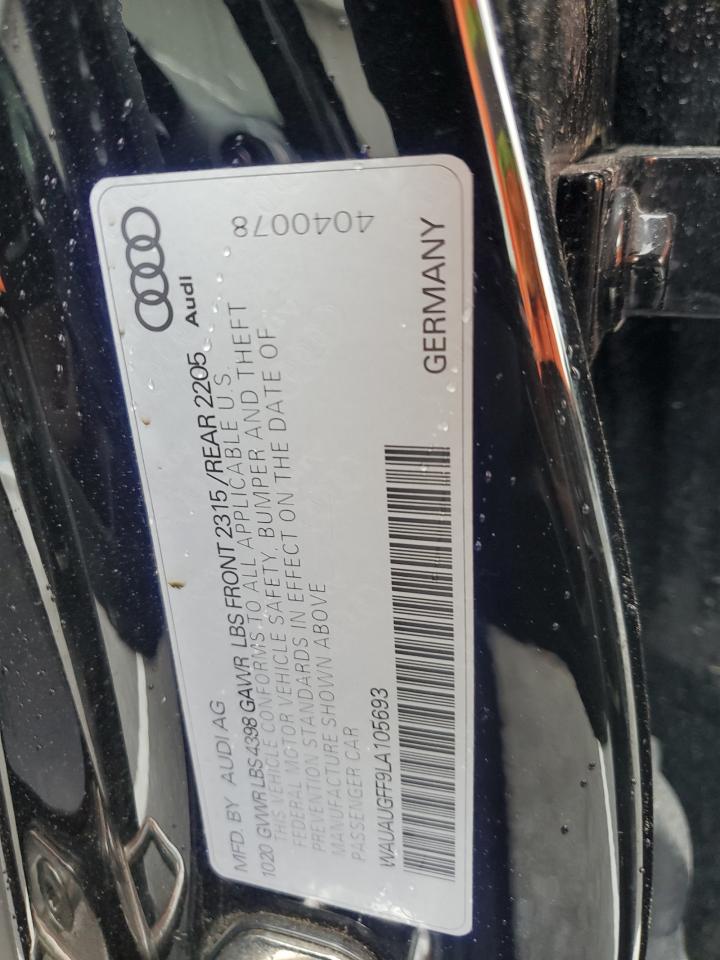 Audi
MFD. BY AUDI AG
1020 GVWR LBS 4398 GAWR LBS FRONT 2315 / REAR 2205
THIS VEHICLE CONFORMS TO ALL APPLICABLE U.S.
FEDERAL MOTOR VEHICLE SAFETY, BUMPER AND THEFT
PREVENTION STANDARDS IN EFFECT ON THE DATE OF
MANUFACTURE SHOWN ABOVE
PASSENGER CAR
WAUAUGFF9LA105693
GERMANY
4040078